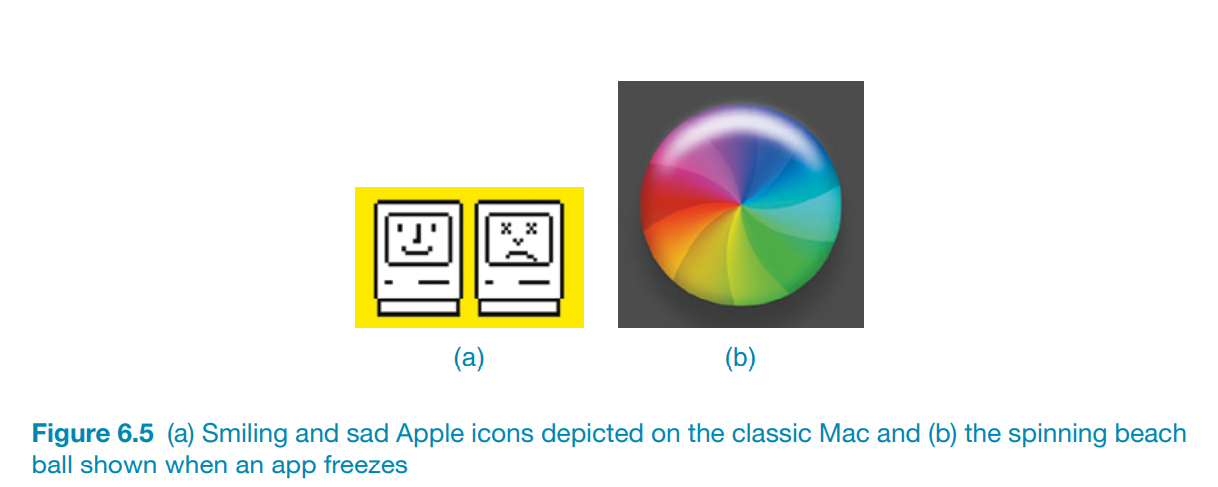 (a)
(b)
Figure 6.5 (a) Smiling and sad Apple icons depicted on the classic Mac and (b) the spinning beach
ball shown when an app freezes